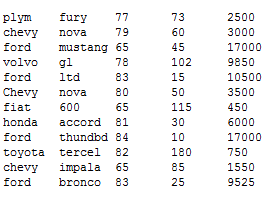 plym fury 77 73 2500
chevy nova 79 60 3000
ford mustang 65 45 17000
volvo gl 78 102 9850
ford ltd 83 15 10500
Chevy nova 80 50 3500
fiat 600 65 115 450
honda accord 81 30 6000
ford thundbd 84 10 17000
toyota tercel 82 180 750
chevy impala 65 85 1550
ford bronco 83 25 9525